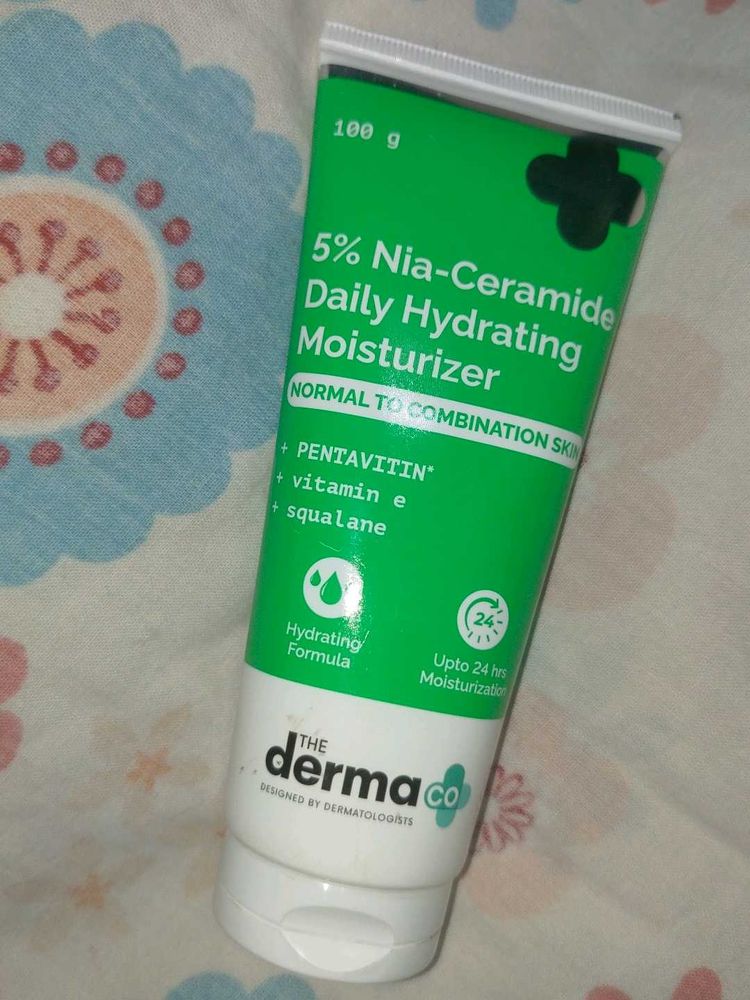 100 g
5% Nia-Ceramide
Daily Hydrating
Moisturizer
NORMAL TO COMBINATION SKIN
+ PENTAVITIN*
+ vitamin e
+ squalane
Hydrating
Formula
24
Upto 24 hrs
Moisturization
THE
derma co
DESIGNED BY DERMATOLOGISTS